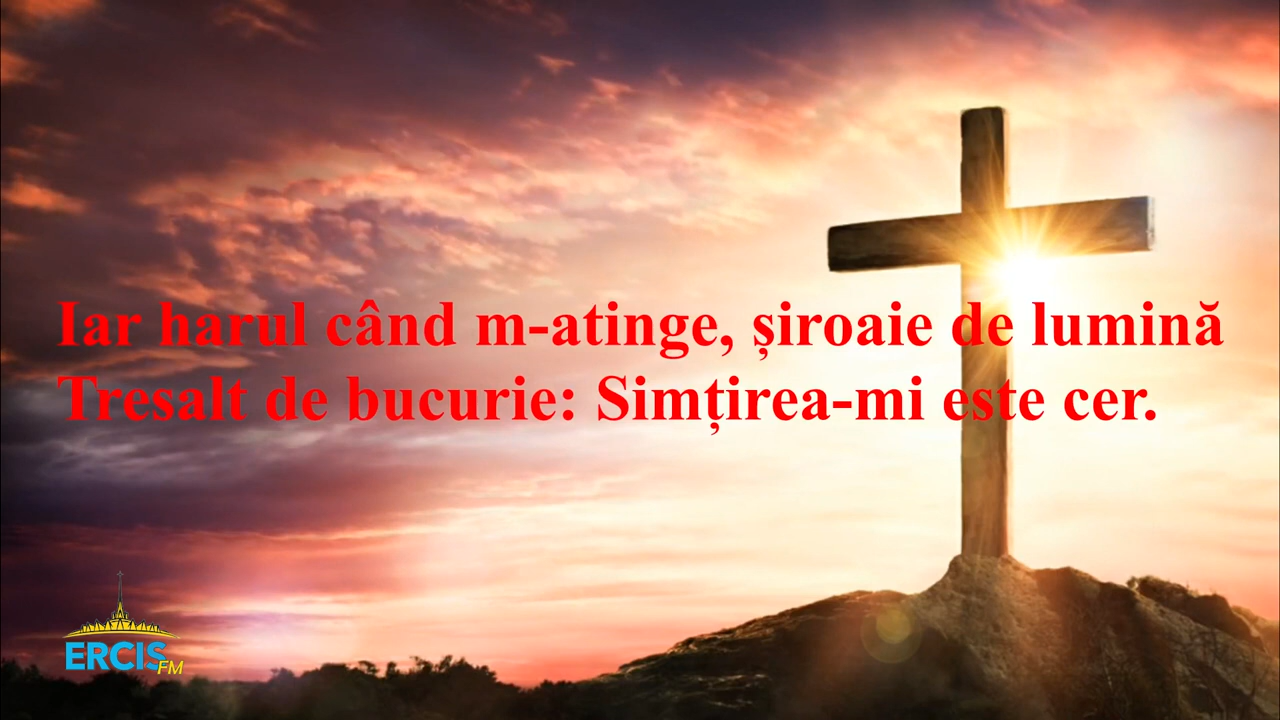 Iar harul când m-atinge, șiroaie de lumină
Tresalt de bucurie: Simțirea-mi este cer.
ERCIS FM